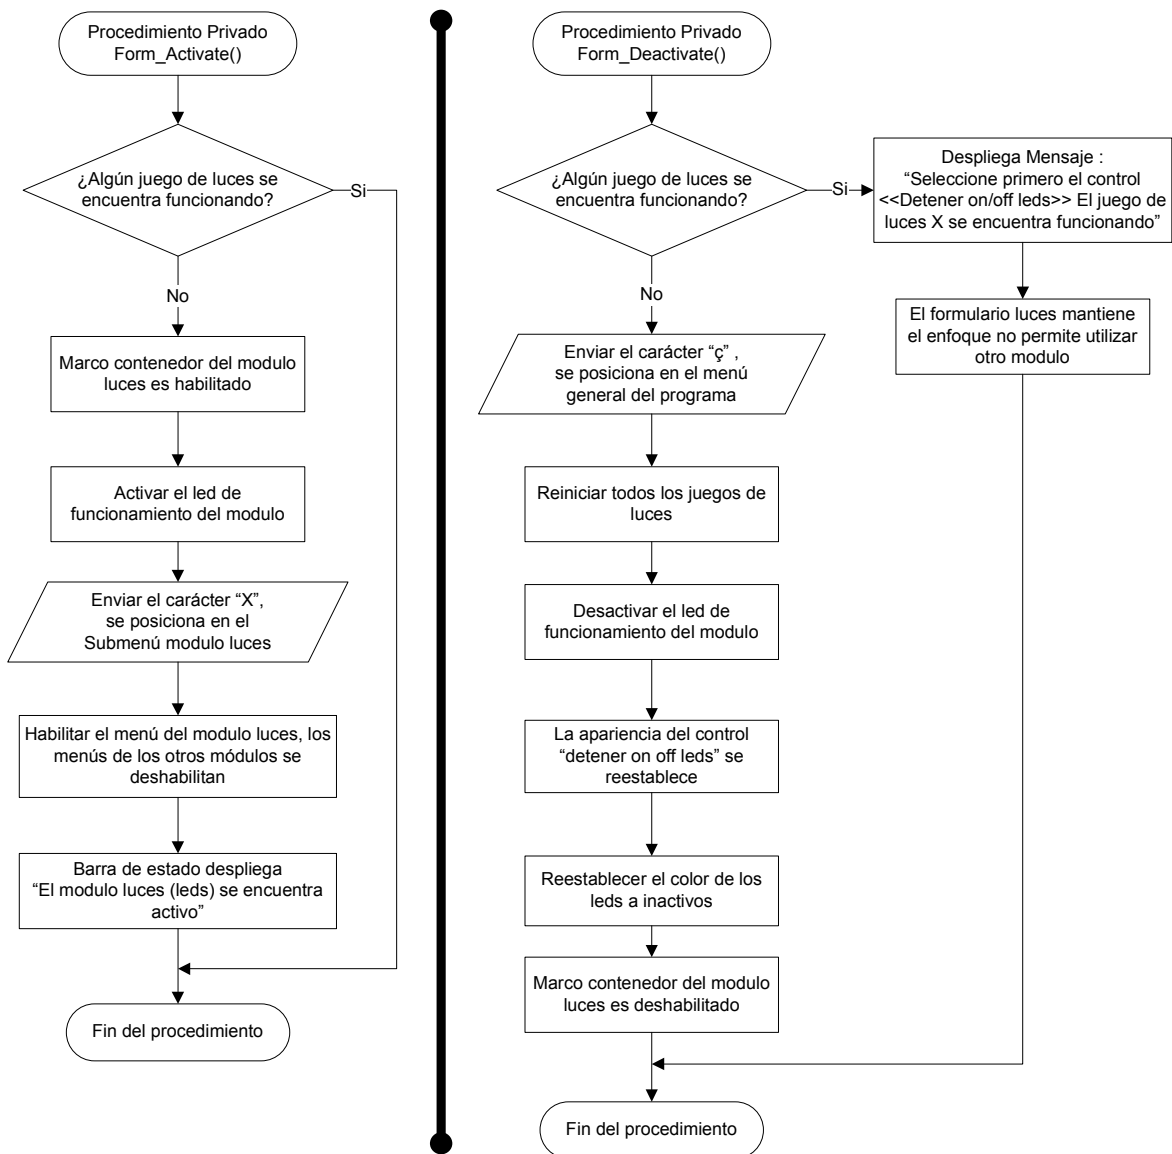 Procedimiento Privado
Form_Activate()
¿Algún juego de luces se
encuentra funcionando?
Si
No
Marco contenedor del modulo
luces es habilitado
Activar el led de
funcionamiento del modulo
Enviar el carácter “X”,
se posiciona en el
Submenú modulo luces
Habilitar el menú del modulo luces, los
menús de los otros módulos se
deshabilitan
Barra de estado despliega
“El modulo luces (leds) se encuentra
activo”
Fin del procedimiento
Procedimiento Privado
Form_Deactivate()
¿Algún juego de luces se
encuentra funcionando?
Si
Despliega Mensaje :
“Seleccione primero el control
<<Detener on/off leds>> El juego de
luces X se encuentra funcionando”
El formulario luces mantiene
el enfoque no permite utilizar
otro modulo
No
Enviar el carácter “ç” ,
se posiciona en el menú
general del programa
Reiniciar todos los juegos de
luces
Desactivar el led de
funcionamiento del modulo
La apariencia del control
“detener on off leds” se
reestablece
Reestablecer el color de los
leds a inactivos
Marco contenedor del modulo
luces es deshabilitado
Fin del procedimiento